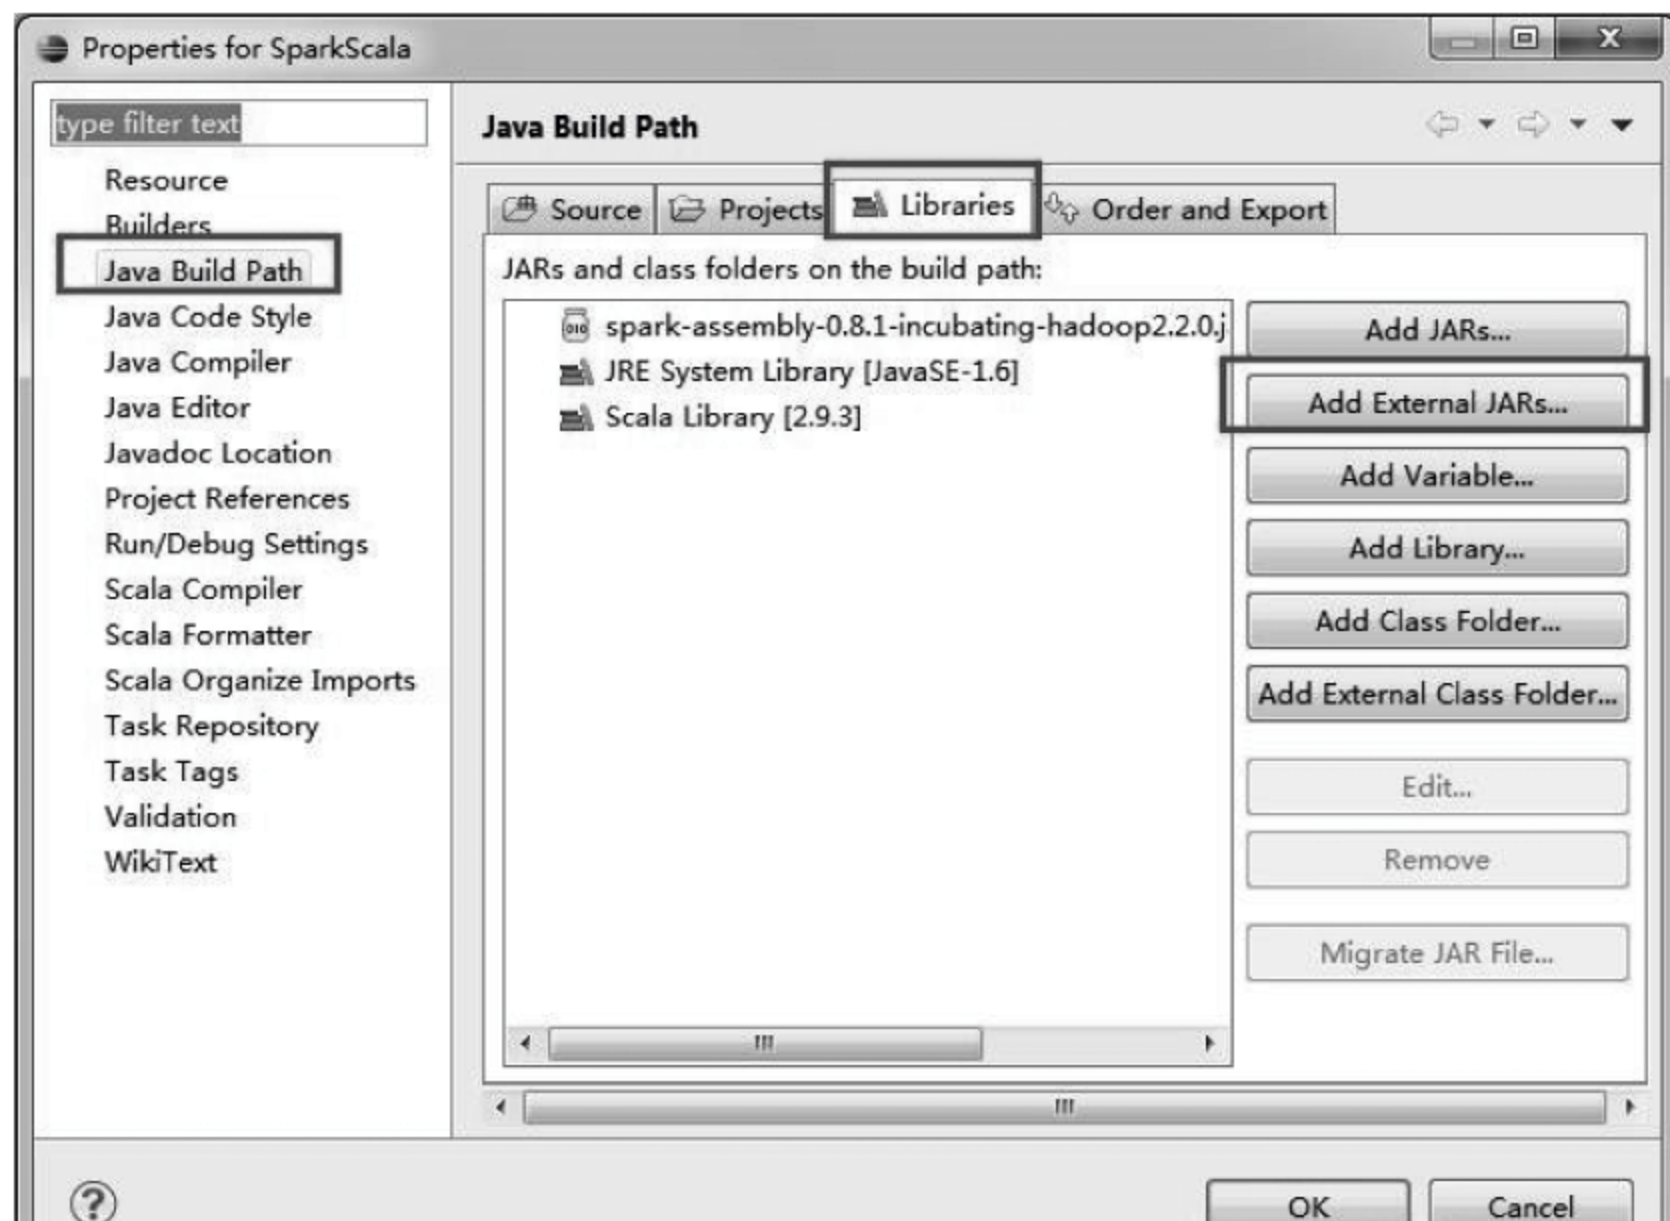 Properties for SparkScala
type filter text
Resource
Builders
Java Build Path
Java Code Style
Java Compiler
Java Editor
Javadoc Location
Project References
Run/Debug Settings
Scala Compiler
Scala Formatter
Scala Organize Imports
Task Repository
Task Tags
Validation
WikiText
Java Build Path
Source Projects Libraries Order and Export
JARs and class folders on the build path:
spark-assembly-0.8.1-incubating-hadoop2.2.0.j
JRE System Library [JavaSE-1.6]
Scala Library [2.9.3]
Add JARs...
Add External JARs...
Add Variable...
Add Library...
Add Class Folder...
Add External Class Folder...
Edit...
Remove
Migrate JAR File...
OK Cancel